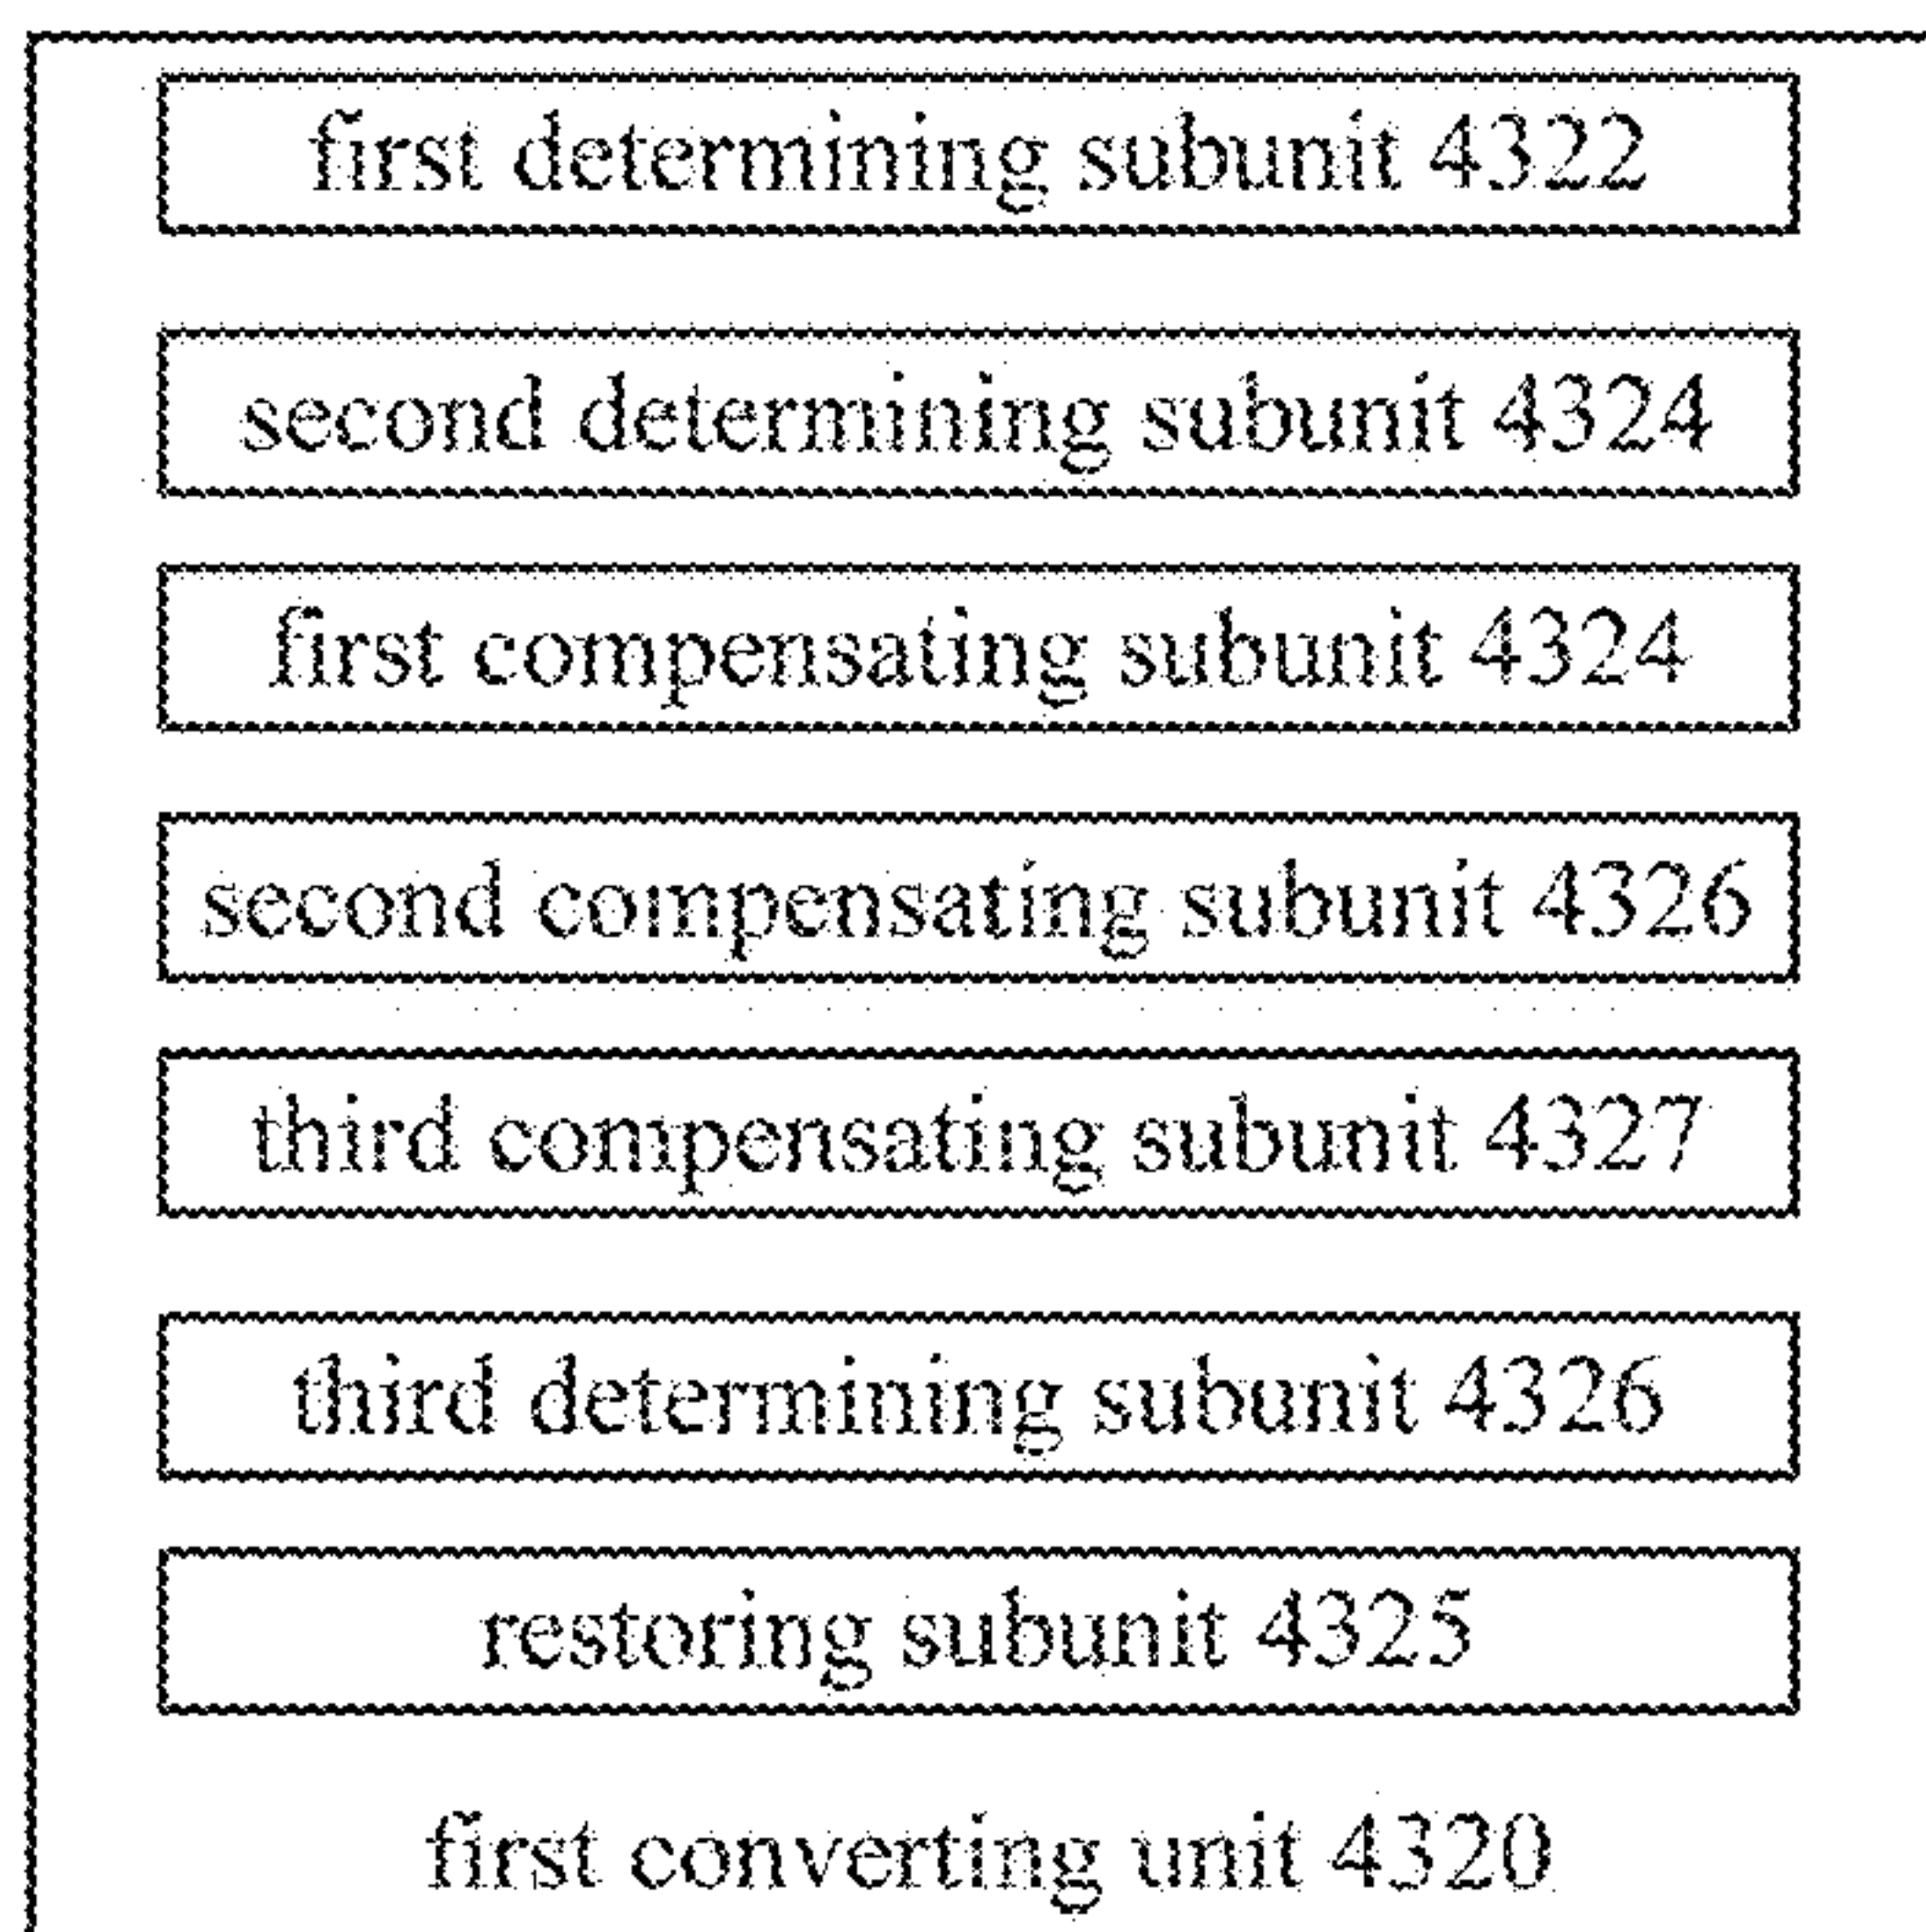 first determining subunit 4322
second determining subunit 4324
first compensating subunit 4324
second compensating subunit 4326
third compensating subunit 4327
third determining subunit 4326
restoring subunit 4325
first converting unit 4320